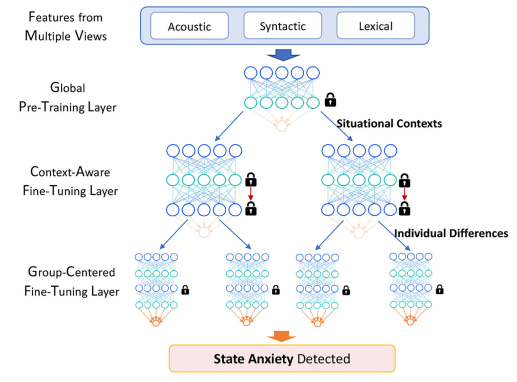 Features from
Multiple Views
Acoustic
Syntactic
Lexical
Global
Pre-Training Layer
Situational Contexts
Context-Aware
Fine-Tuning Layer
Individual Differences
Group-Centered
Fine-Tuning Layer
State Anxiety Detected